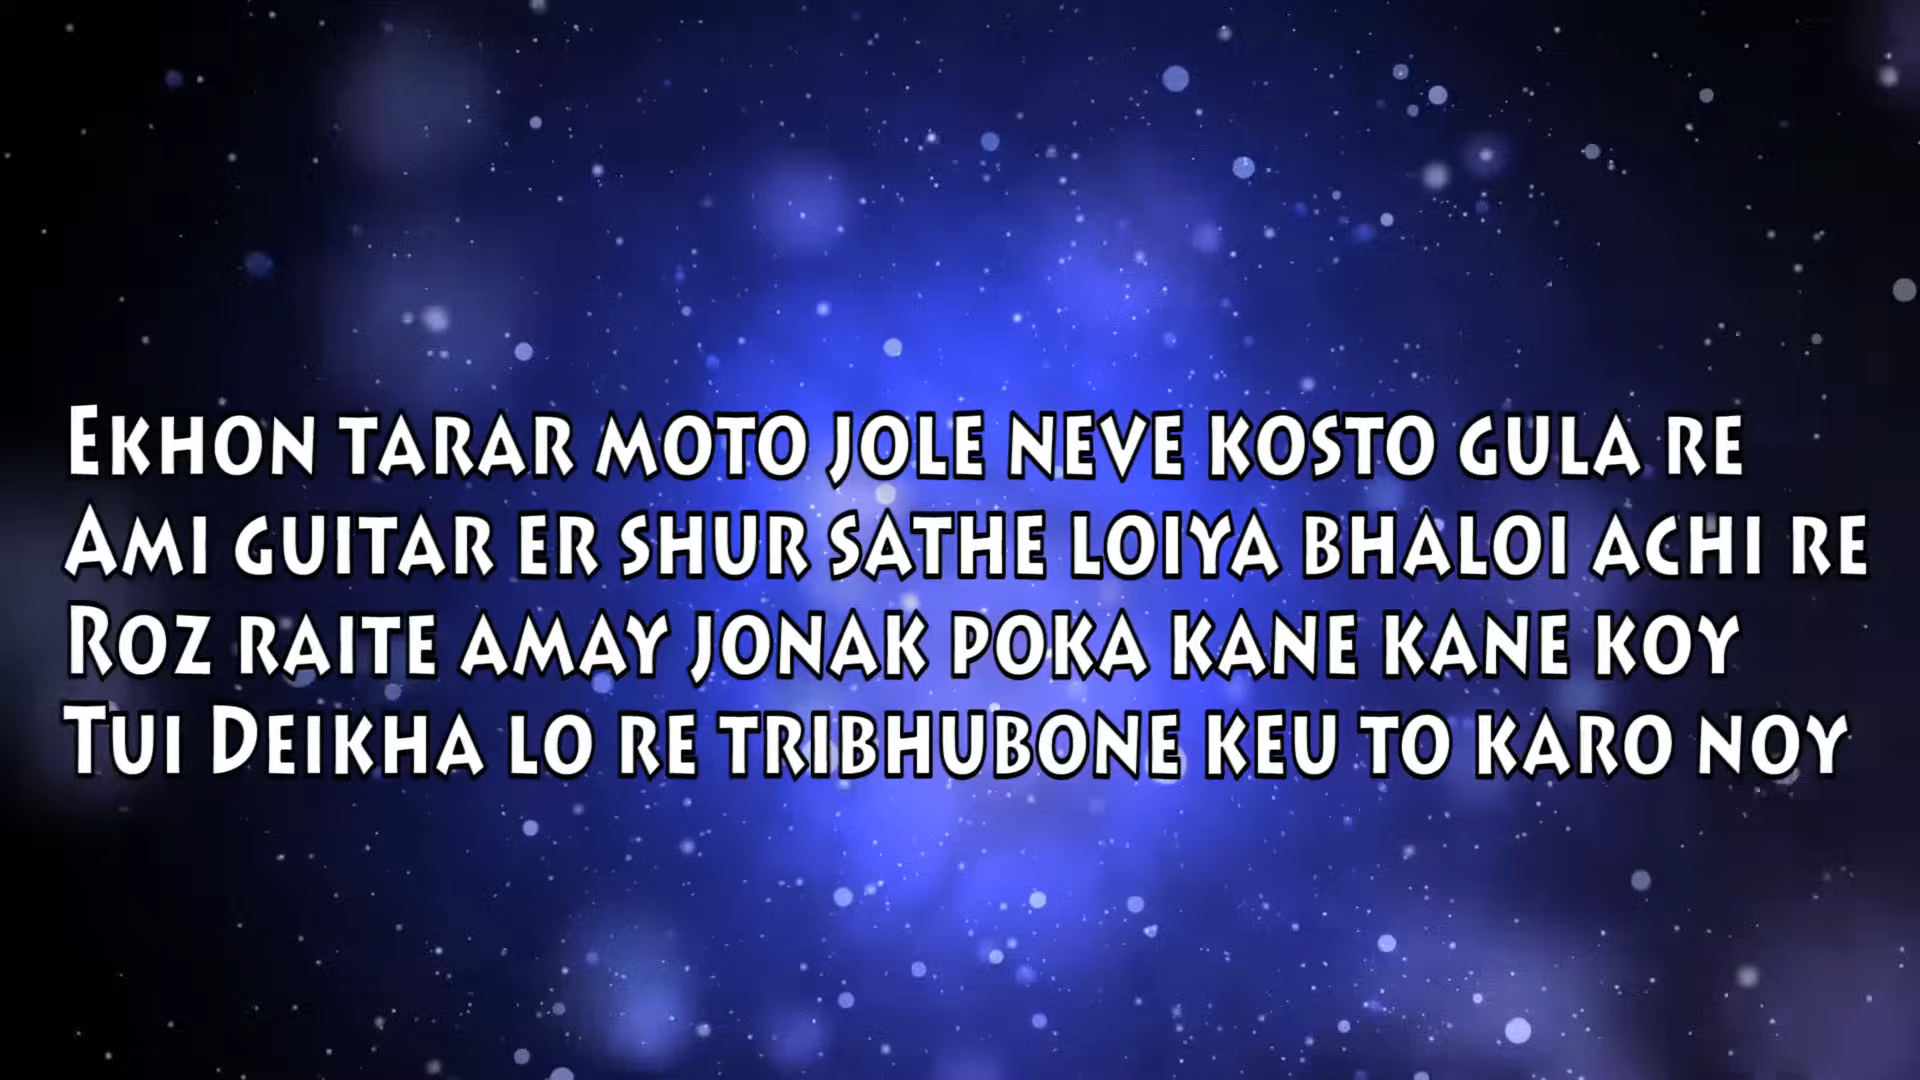 Ekhon tarar moto jole neve kosto gula re
Ami guitar er shur sathe loiya bhaloi achi re
Roz raite amay jonak poka kane kane koy
Tui Deikha lo re tribhubone keu to karo noy